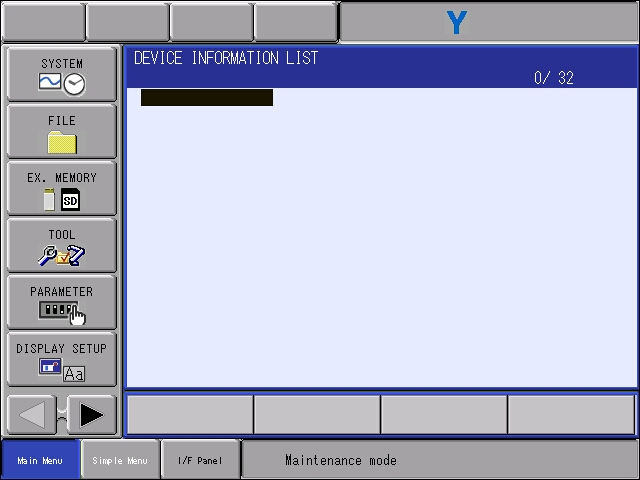 Y
SYSTEM
DEVICE INFORMATION LIST
0/ 32
FILE
EX. MEMORY
SD
TOOL
PARAMETER
DISPLAY SETUP
Aa
Main Menu
Simple Menu
I/F Panel
Maintenance mode